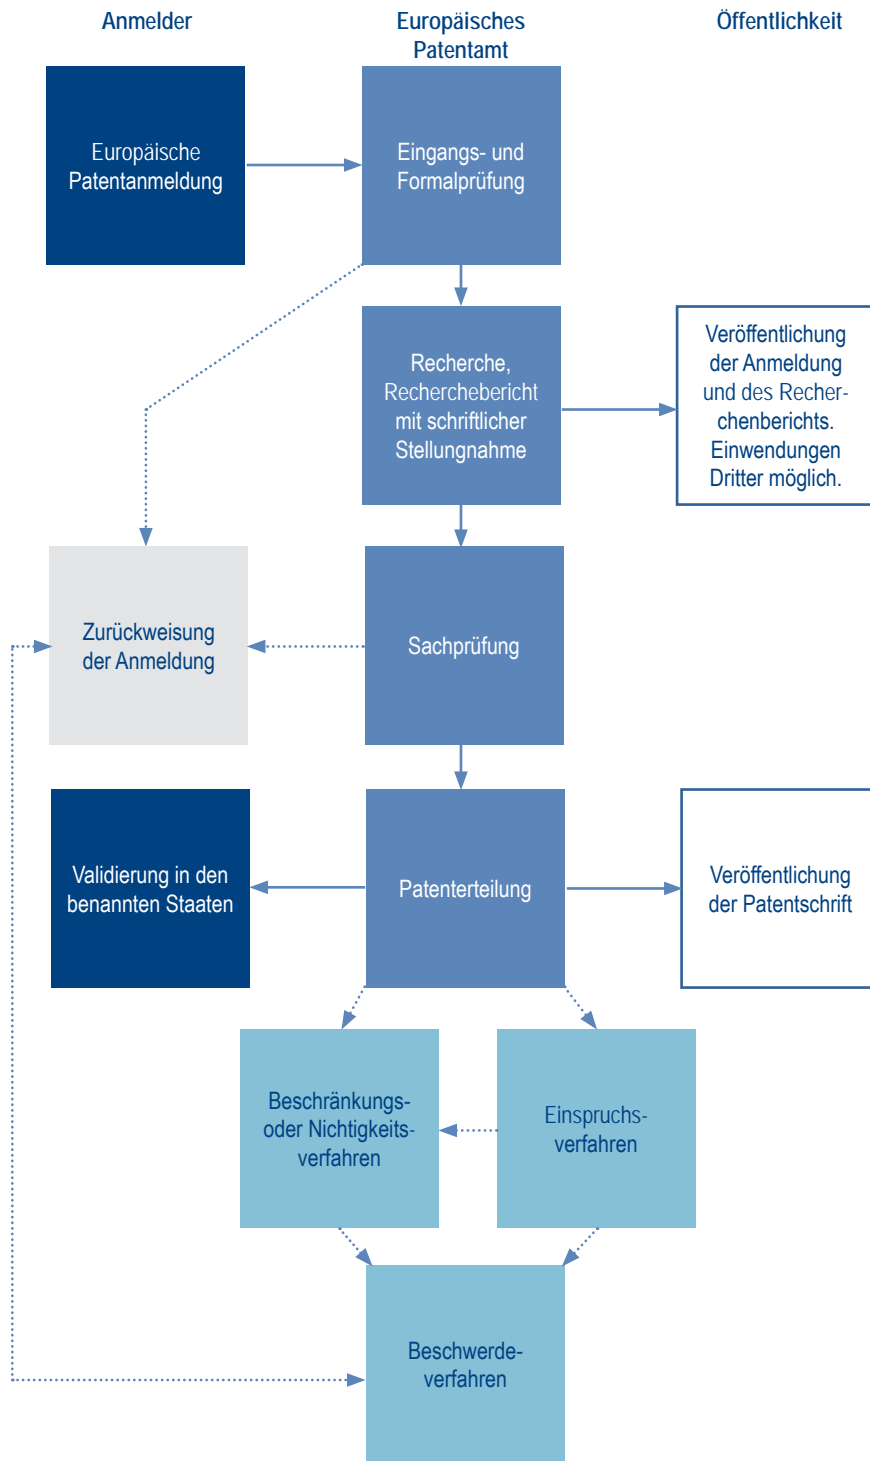 Anmelder
Europäisches
Patentamt
Öffentlichkeit
Europäische
Patentanmeldung
Eingangs- und
Formalprüfung
Recherche,
Recherchebericht
mit schriftlicher
Stellungnahme
Veröffentlichung
der Anmeldung
und des Recher-
chenberichts.
Einwendungen
Dritter möglich.
Zurückweisung
der Anmeldung
Sachprüfung
Validierung in den
benannten Staaten
Patenterteilung
Veröffentlichung
der Patentschrift
Beschränkungs-
oder Nichtigkeits-
verfahren
Einspruchs-
verfahren
Beschwerde-
verfahren